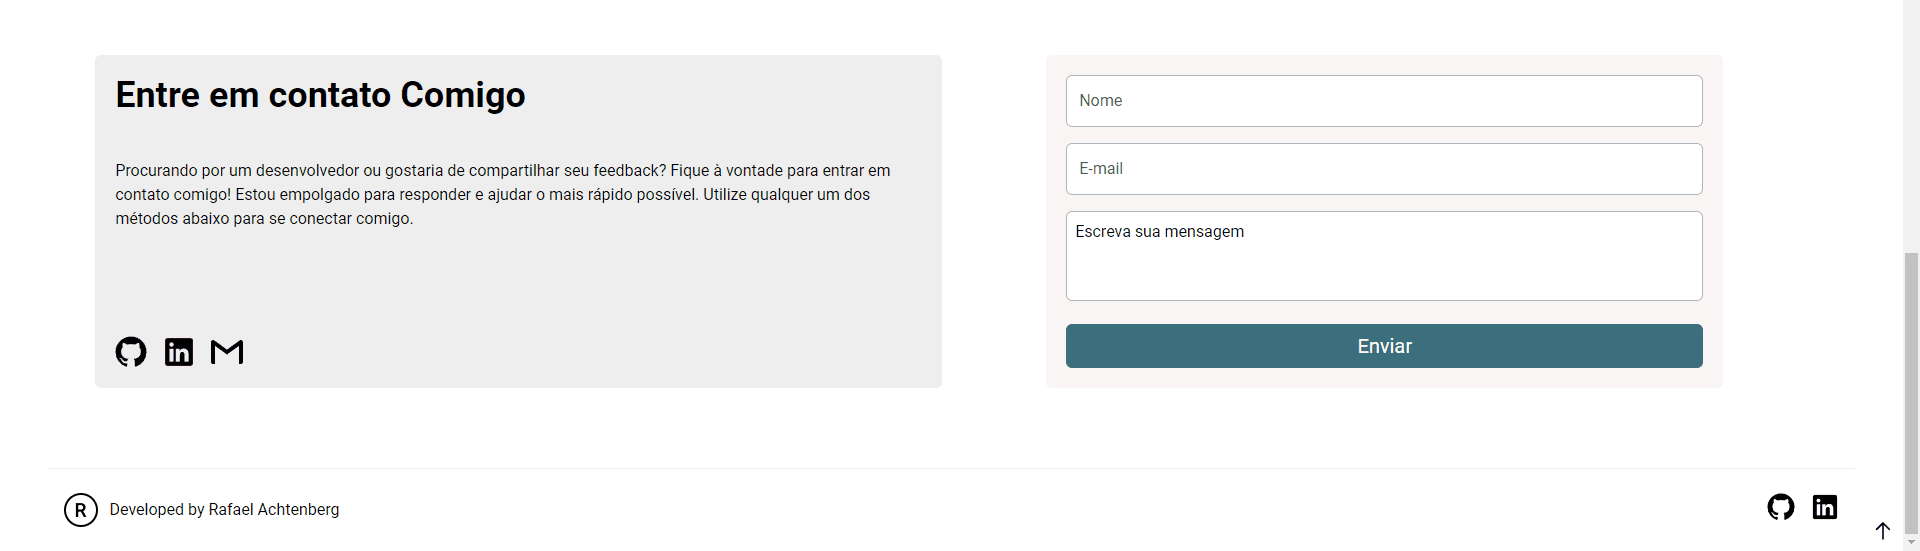 Entre em contato Comigo
Procurando por um desenvolvedor ou gostaria de compartilhar seu feedback? Fique à vontade para entrar em
contato comigo! Estou empolgado para responder e ajudar o mais rápido possível. Utilize qualquer um dos
métodos abaixo para se conectar comigo.
in
Nome
E-mail
Escreva sua mensagem
Enviar
R Developed by Rafael Achtenberg
in